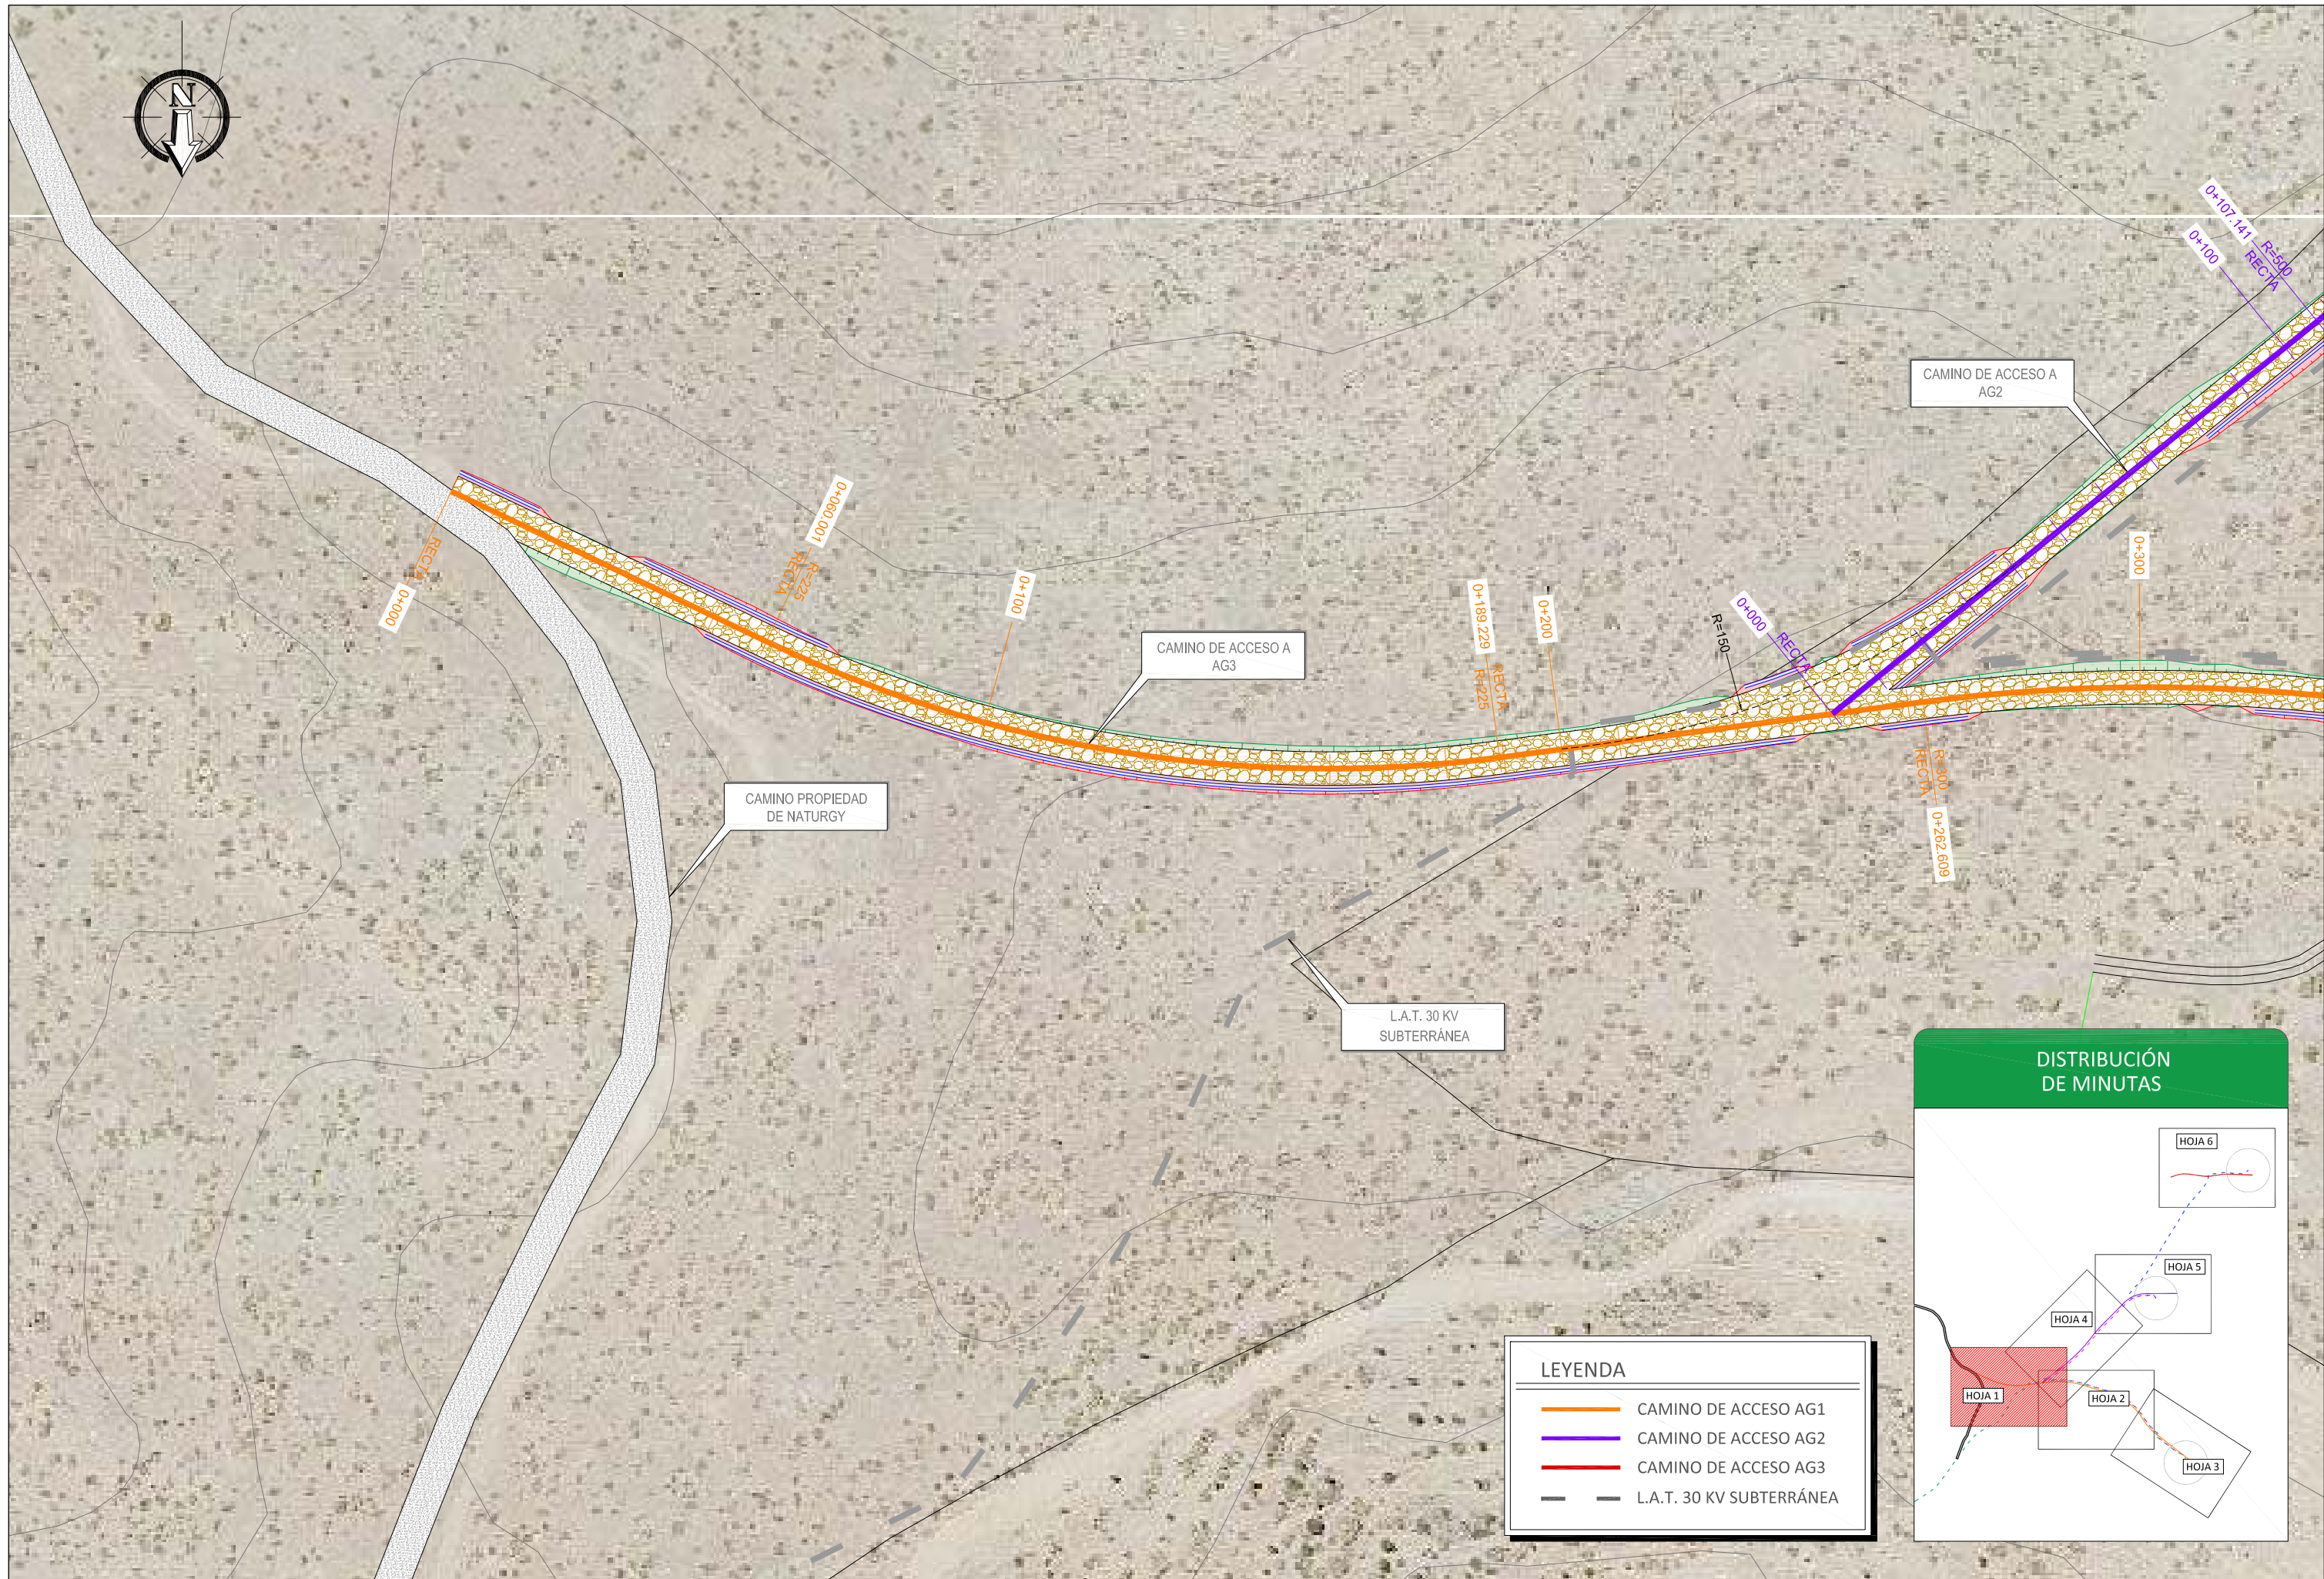 N
0+107.141
R=500
RECTA
0+100
CAMINO DE ACCESO A
AG2
0+000
RECTA
0+060.001
R=225
RECTA
0+100
CAMINO DE ACCESO A
AG3
0+189.229
RECTA
R=225
0+200
R=150
0+000
RECTA
0+300
R=300
RECTA
0+262.609
CAMINO PROPIEDAD
DE NATURGY
L.A.T. 30 KV
SUBTERRÁNEA
DISTRIBUCIÓN
DE MINUTAS
HOJA 6
HOJA 5
HOJA 4
HOJA 1
HOJA 2
HOJA 3
LEYENDA
CAMINO DE ACCESO AG1
CAMINO DE ACCESO AG2
CAMINO DE ACCESO AG3
L.A.T. 30 KV SUBTERRÁNEA